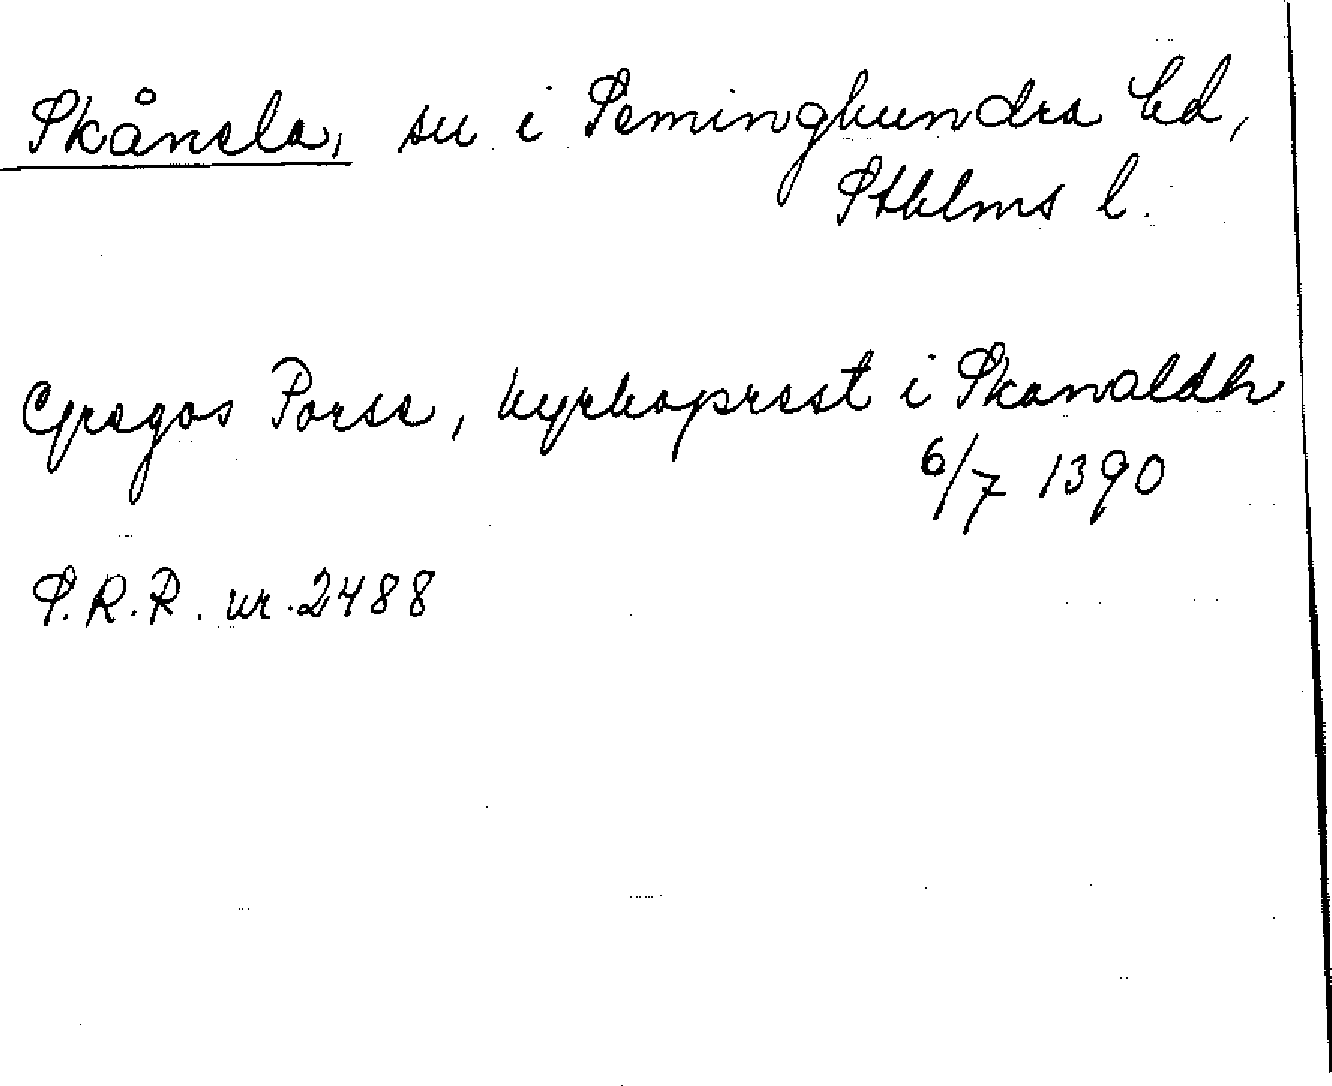 Skånela, sn i Seminghundra hd,
Sthlms l.
Gregos Porse, kyrkoprest i Skanaldh
6/7 1390
S.R.P. nr. 2488